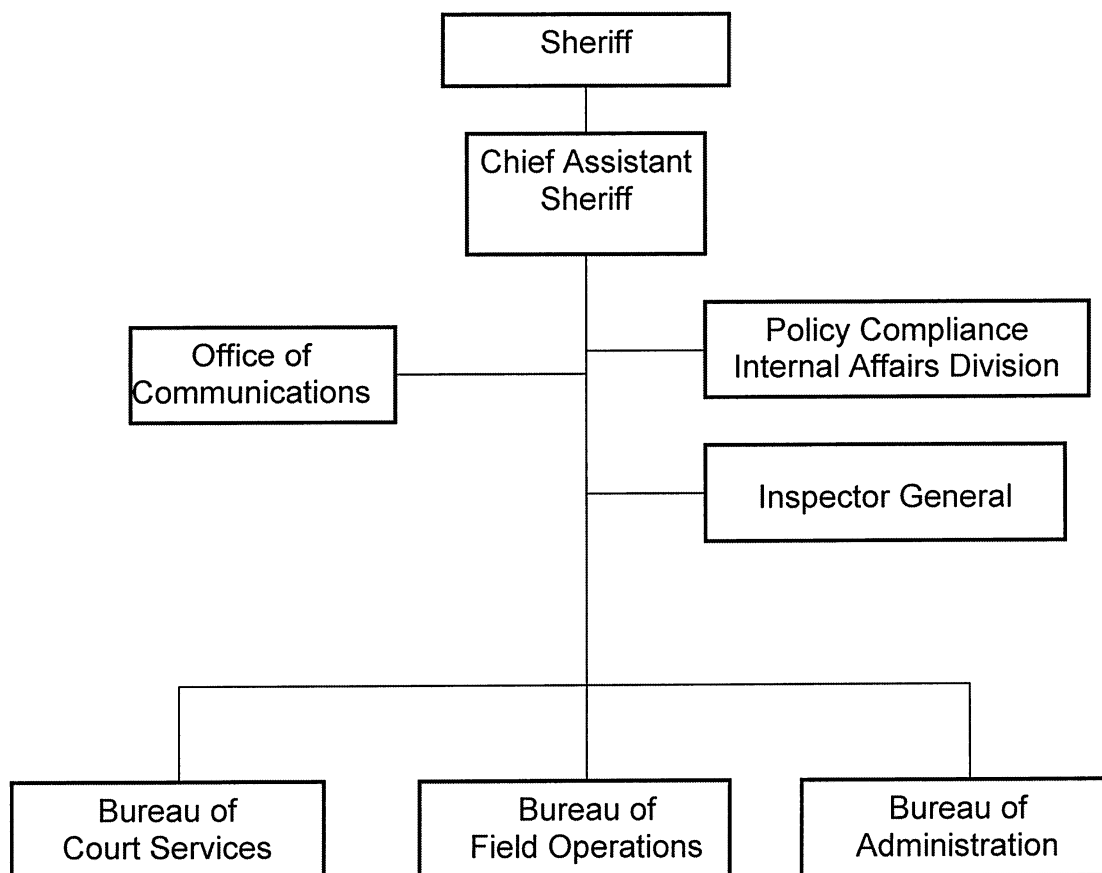 Sheriff
Chief Assistant
Sheriff
Office of
Communications
Policy Compliance
Internal Affairs Division
Inspector General
Bureau of
Court Services
Bureau of
Field Operations
Bureau of
Administration